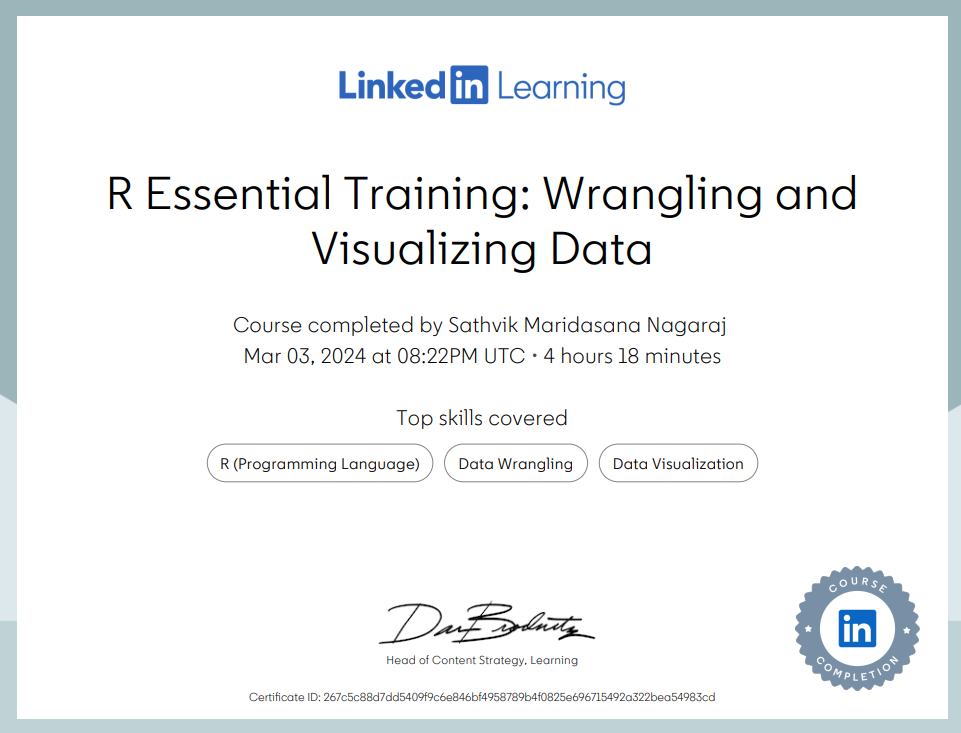 LinkedIn Learning
R Essential Training: Wrangling and
Visualizing Data
Course completed by Sathvik Maridasana Nagaraj
Mar 03, 2024 at 08:22PM UTC • 4 hours 18 minutes
Top skills covered
R (Programming Language)
Data Wrangling
Data Visualization
Head of Content Strategy, Learning
COURSE
in
COMPLETION
Certificate ID: 267c5c88d7dd5409f9c6e846bf4958789b4f0825e696715492a322bea54983cd